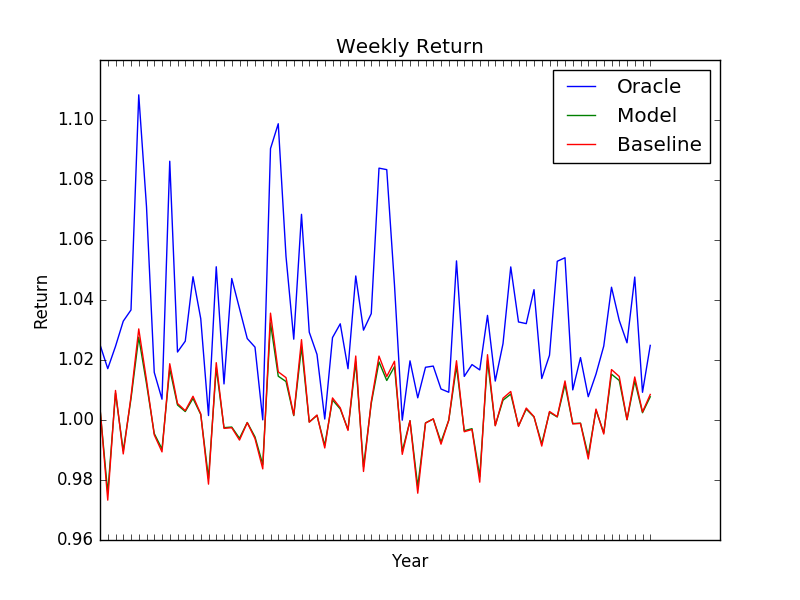 Weekly Return
Oracle
Model
Baseline
1.10
1.08
1.06
1.04
1.02
1.00
0.98
0.96
Return
Year